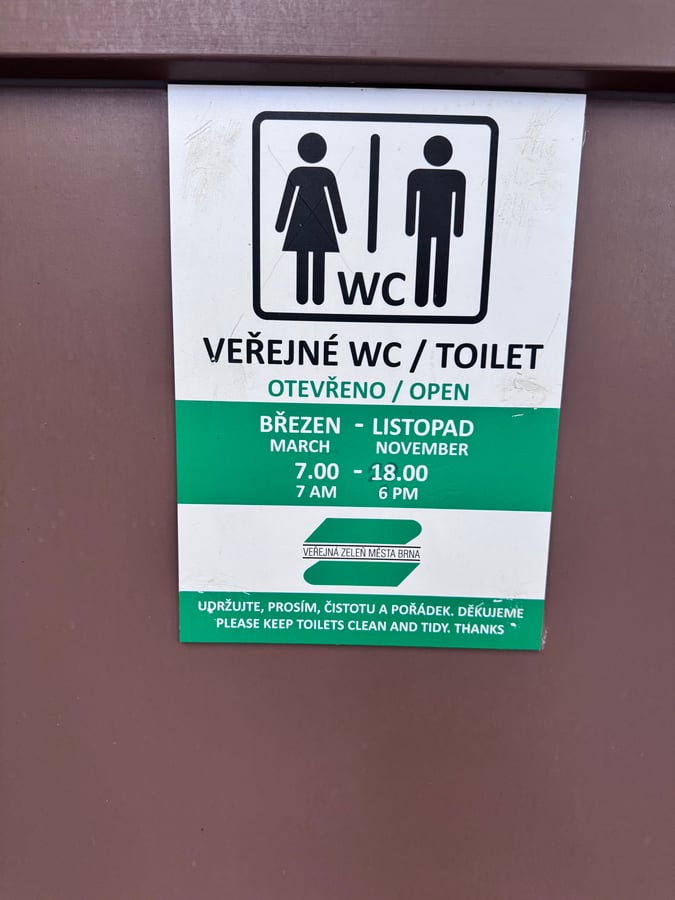 WC
VEŘEJNÉ WC / TOILET
OTEVŘENO / OPEN
BŘEZEN - LISTOPAD
MARCH NOVEMBER
7.00 - 18.00
7 AM 6 PM
VEŘEJNÁ ZELEŇ MĚSTA BRNA
UDRŽUJTE, PROSÍM, ČISTOTU A POŘÁDEK. DĚKUJEME
PLEASE KEEP TOILETS CLEAN AND TIDY. THANKS